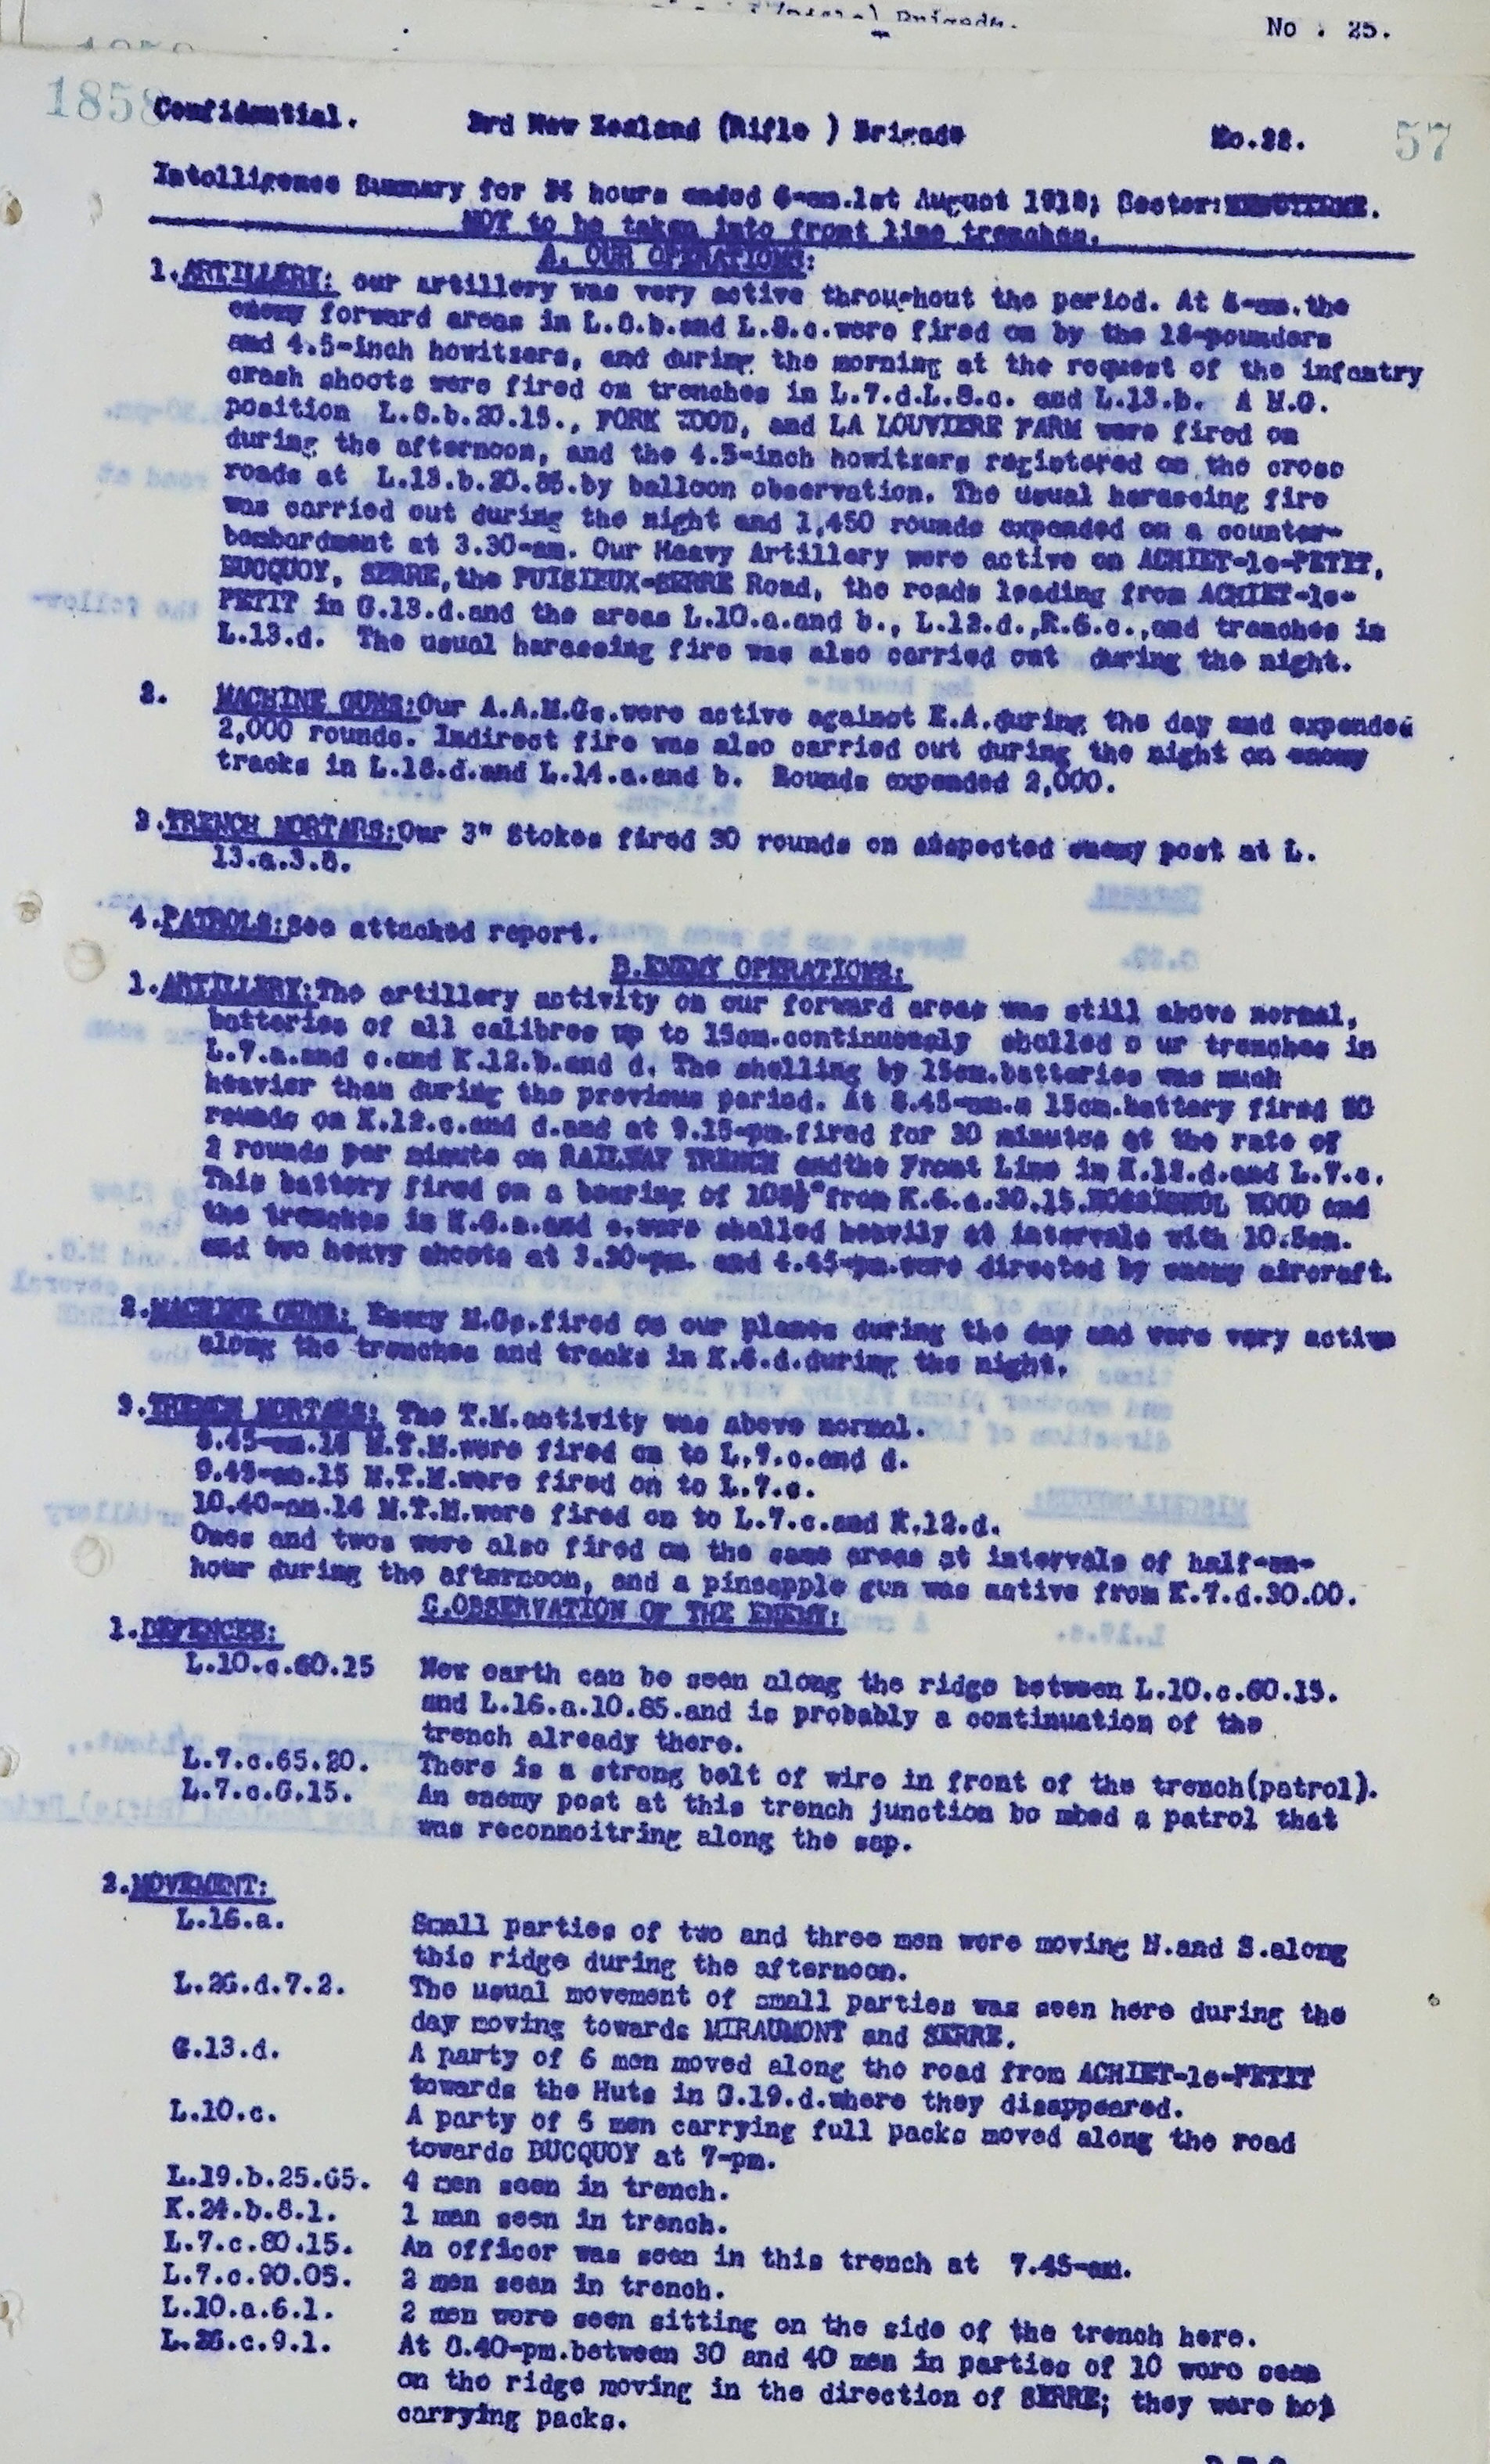 Brigade.
No . 25.
1858
Confidential. 3rd New Zealand (Rifle ) Brigade No.22. 57
Intelligence Summary for 24 hours ended 6-am.1st August 1918; Sector:
NOT to be taken into front line trenches.
A. OUR OPERATIONS:
1.ARTILLERY: our artillery was very active throughout the period. At the
enemy forward areas in L.8.b.and L.8.c.were fired on by the 18-pounders
and 4.5-inch howitzers, and during the morning at the request of the infantry
crash shoots were fired on trenches in L.7.d.L.8.c. and L.13.b. A M.G.
position L.8.b.20.15., FORK WOOD, and LA LOUVIERE FARM were fired on
during the afternoon, and the 4.5-inch howitzers registered on the cross
roads at L.13.b.20.85.by balloon observation. The usual harassing fire
was carried out during the night and 1,450 rounds expended on a counter-
bombardment at 3.30-am. Our Heavy Artillery were active on ACHIET-le-PETIT,
BUCQUOY, SERRE,the PUISIEUX-SERRE Road, the roads leading from ACHIET-le-
PETIT in G.13.d.and the areas L.10.a.and b., L.12.d.,R.6.c.,and trenches in
L.13.d. The usual harassing fire was also carried out during the night.
2. MACHINE GUNS:Our A.A.M.Gs.were active against E.A.during the day and expended
2,000 rounds. Indirect fire was also carried out during the night on enemy
tracks in L.13.d.and L.14.a.and b. Rounds expended 2,000.
3.TRENCH MORTARS:Our 3" Stokes fired 30 rounds on suspected enemy post at L.
13.a.3.8.
4.PATROLS:See attached report.
B.ENEMY OPERATIONS:
1.ARTILLERY:The artillery activity on our forward areas was still above normal,
batteries of all calibres up to 15cm.continuously shelled o ur trenches in
L.7.a.and c.and K.12.b.and d. The shelling by 15cm.batteries was much
heavier than during the previous period. At 8.45-am.a 15cm.battery fired
rounds on K.12.c.and d.and at 9.15-pm.fired for 30 minutes at the rate of
2 rounds per minute on RAILWAY TRENCH andthe Front Line in K.12.d.and L.7.c.
This battery fired on a bearing of from K.6.a.30.15.ROSSIGNOL WOOD and
the trenches in K.6.a.and c.were shelled heavily at intervals with 10.5cm.
and two heavy shoots at 3.30-pm. and 4.45-pm.were directed by enemy aircraft.
2.MACHINE GUNS: Enemy M.Gs.fired on our planes during the day and were very active
along the trenches and tracks in K.6.d.during the night.
3.TRENCH MORTARS: The T.M.activity was above normal.
8.45-am.14 M.T.M.were fired on to L.7.c.and d.
9.45-am.15 M.T.M.were fired on to L.7.c.
10.40-am.14 M.T.M.were fired on to L.7.c.and K.12.d.
Ones and twos were also fired on the same areas at intervals of half-an-
hour during the afternoon, and a pineapple gun was active from K.7.d.30.00.
C.OBSERVATION OF THE ENEMY:
1.DEFENCES:
L.10.c.60.15 New earth can be seen along the ridge between L.10.c.60.15.
and L.16.a.10.85.and is probably a continuation of the
trench already there.
L.7.c.65.20. There is a strong belt of wire in front of the trench(patrol).
L.7.c.6.15. An enemy post at this trench junction bo mbed a patrol that
was reconnoitring along the sap.
2.MOVEMENT:
L.16.a. Small parties of two and three men were moving N.and S.along
this ridge during the afternoon.
L.26.d.7.2. The usual movement of small parties was seen here during the
day moving towards MIRAUMONT and SERRE.
G.13.d. A party of 6 men moved along the road from ACHIET-le-PETIT
towards the Huts in G.19.d.where they disappeared.
L.10.c. A party of 6 men carrying full packs moved along the road
towards BUCQUOY at 7-pm.
L.19.b.25.65. 4 men seen in trench.
K.24.b.8.1. 1 man seen in trench.
L.7.c.80.15. An officer was seen in this trench at 7.45-am.
L.7.c.90.05. 2 men seen in trench.
L.10.a.6.1. 2 men were seen sitting on the side of the trench here.
L.26.c.9.1. At 8.40-pm.between 30 and 40 men in parties of 10 were seen
on the ridge moving in the direction of SERRE; they were not
carrying packs.